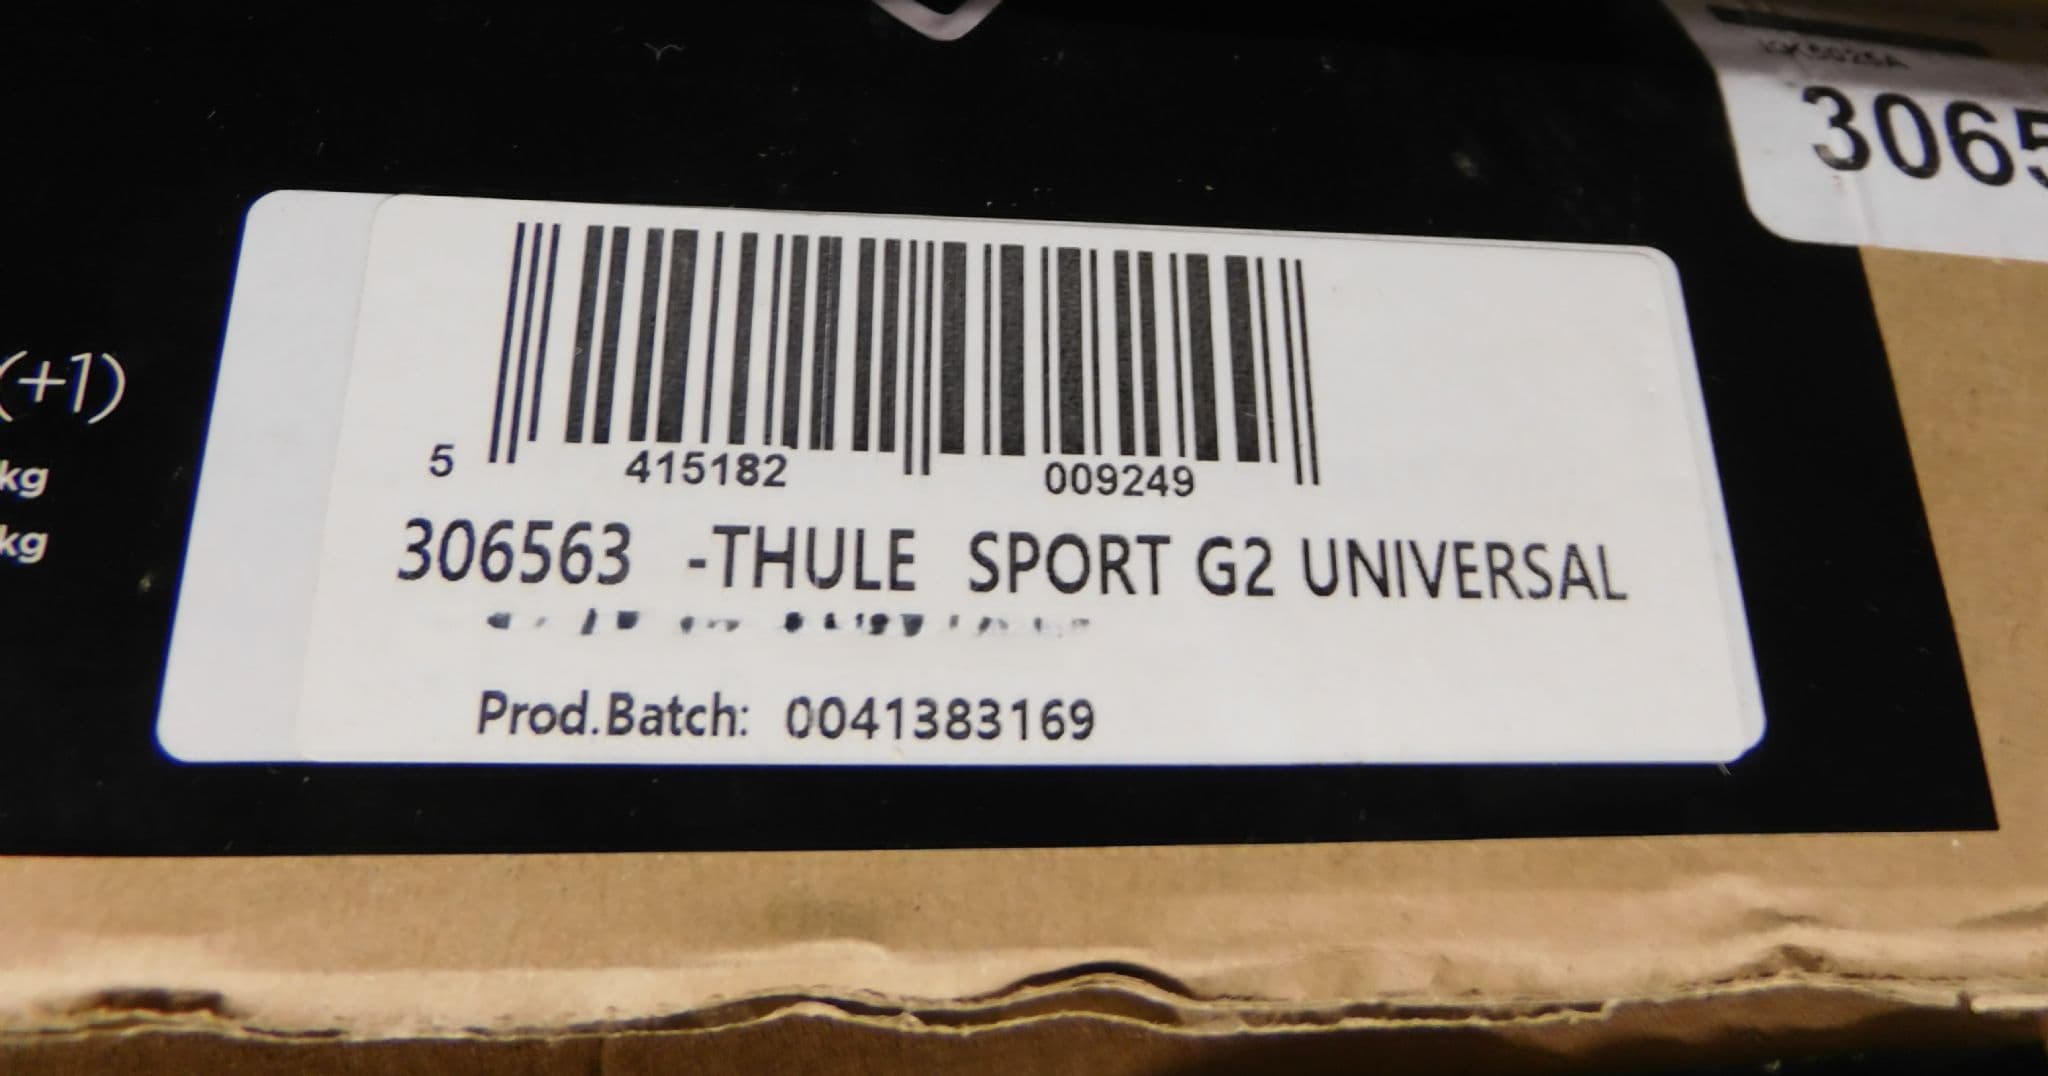 3065
(+1)
kg
kg
5 415182 009249
306563 -THULE SPORT G2 UNIVERSAL
Prod.Batch: 0041383169